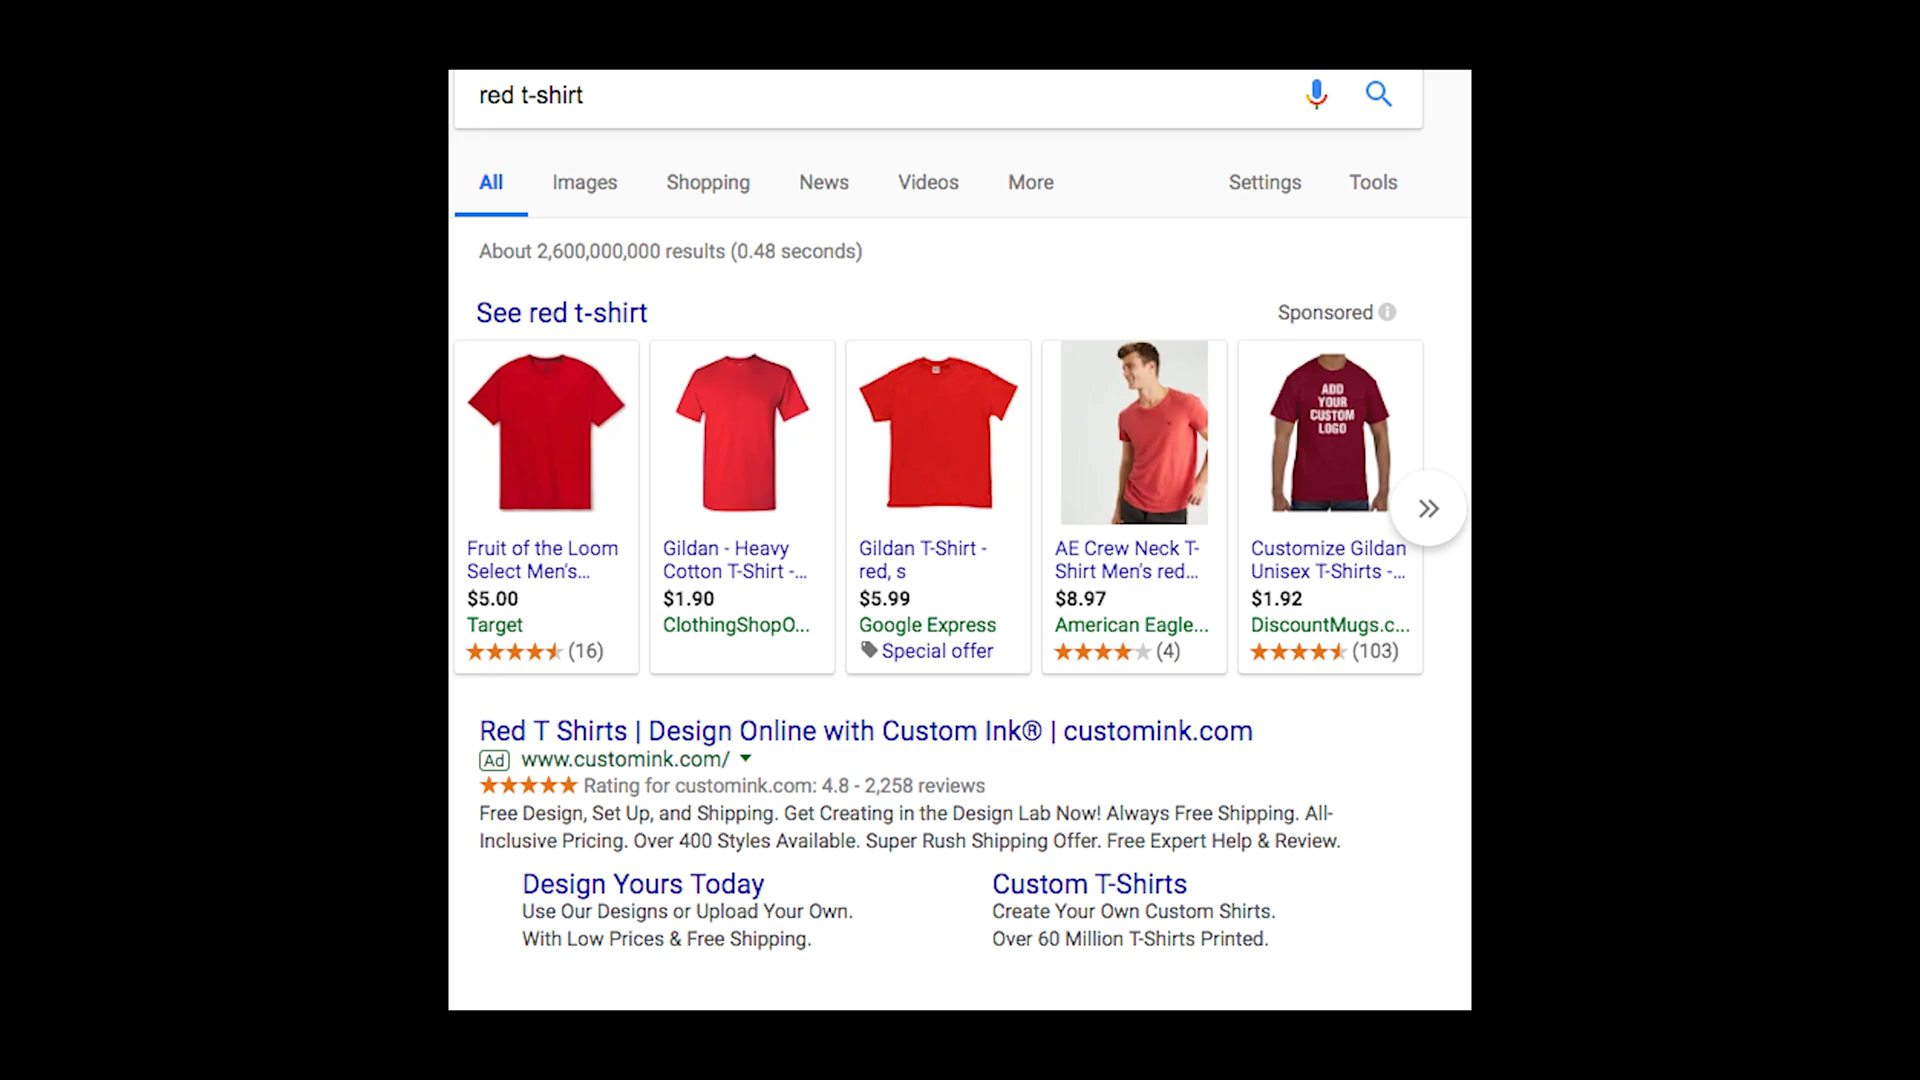 red t-shirt
All Images Shopping News Videos More Settings Tools
About 2,600,000,000 results (0.48 seconds)
See red t-shirt Sponsored
ADD
YOUR
CUSTOM
LOGO
Fruit of the Loom
Select Men's...
$5.00
Target
(16)
Gildan - Heavy
Cotton T-Shirt -...
$1.90
ClothingShopO...
Gildan T-Shirt -
red, s
$5.99
Google Express
Special offer
AE Crew Neck T-
Shirt Men's red...
$8.97
American Eagle...
(4)
Customize Gildan
Unisex T-Shirts -...
$1.92
DiscountMugs.c...
(103)
Red T Shirts | Design Online with Custom Ink® | customink.com
Ad www.customink.com/
Rating for customink.com: 4.8 - 2,258 reviews
Free Design, Set Up, and Shipping. Get Creating in the Design Lab Now! Always Free Shipping. All-
Inclusive Pricing. Over 400 Styles Available. Super Rush Shipping Offer. Free Expert Help & Review.
Design Yours Today
Use Our Designs or Upload Your Own.
With Low Prices & Free Shipping.
Custom T-Shirts
Create Your Own Custom Shirts.
Over 60 Million T-Shirts Printed.